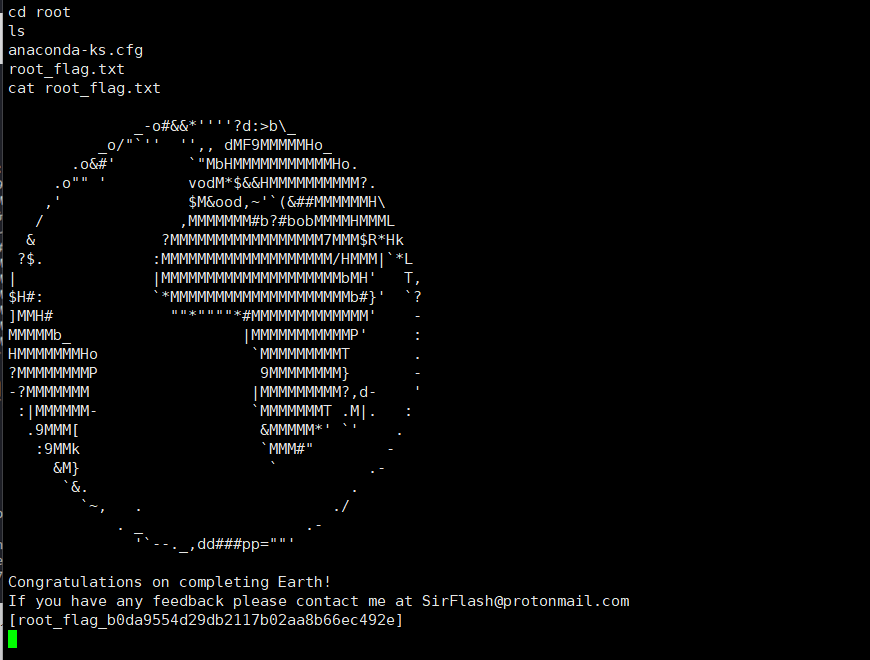 cd root
ls
anaconda-ks.cfg
root_flag.txt
cat root_flag.txt
              _-o#&&*''''?d:>b\_
          _o/"`''  '',, dMF9MMMMMHo_
       .o&#'        `"MbHMMMMMMMMMMMHo.
     .o"" '         vodM*$&&HMMMMMMMMMM?.
    ,'              $M&ood,~'`(&##MMMMMMH\
   /               ,MMMMMMM#b?#bobMMMMHMMML
  &              ?MMMMMMMMMMMMMMMMM7MMM$R*Hk
 ?$.            :MMMMMMMMMMMMMMMMMMM/HMMM|`*L
|               |MMMMMMMMMMMMMMMMMMMMbMH'   T,
$H#:            `*MMMMMMMMMMMMMMMMMMMMb#}'  `?
]MMH#             ""*""""*#MMMMMMMMMMMMM'    -
MMMMMb_                   |MMMMMMMMMMMP'     :
HMMMMMMMHo                 `MMMMMMMMMT       .
?MMMMMMMMP                  9MMMMMMMM}       -
-?MMMMMMM                  |MMMMMMMMM?,d-    '
 :|MMMMMM-                 `MMMMMMMT .M|.   :
  .9MMM[                    &MMMMM*' `'    .
   :9MMk                    `MMM#"        -
     &M}                     `          .-
      `&.                             .
        `~,   .                     ./
            . _                  .-
              '`--._,dd###pp=""'
Congratulations on completing Earth!
If you have any feedback please contact me at SirFlash@protonmail.com
[root_flag_b0da9554d29db2117b02aa8b66ec492e]